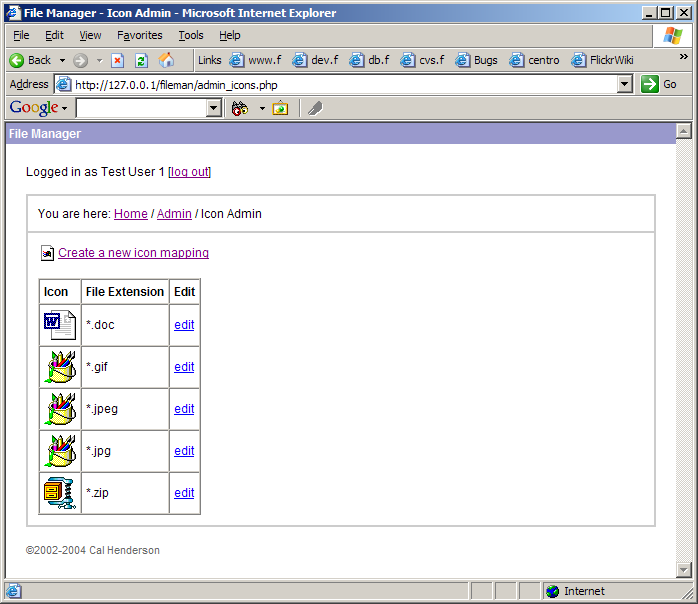 File Manager - Icon Admin - Microsoft Internet Explorer
File Edit View Favorites Tools Help
Back Links www.f dev.f db.f cvs.f Bugs centro FlickrWiki »
Address http://127.0.0.1/fileman/admin_icons.php Go
Google
File Manager
Logged in as Test User 1 [log out]
You are here: Home / Admin / Icon Admin
Create a new icon mapping
Icon File Extension Edit
*.doc edit
*.gif edit
*.jpeg edit
*.jpg edit
*.zip edit
©2002-2004 Cal Henderson
Internet